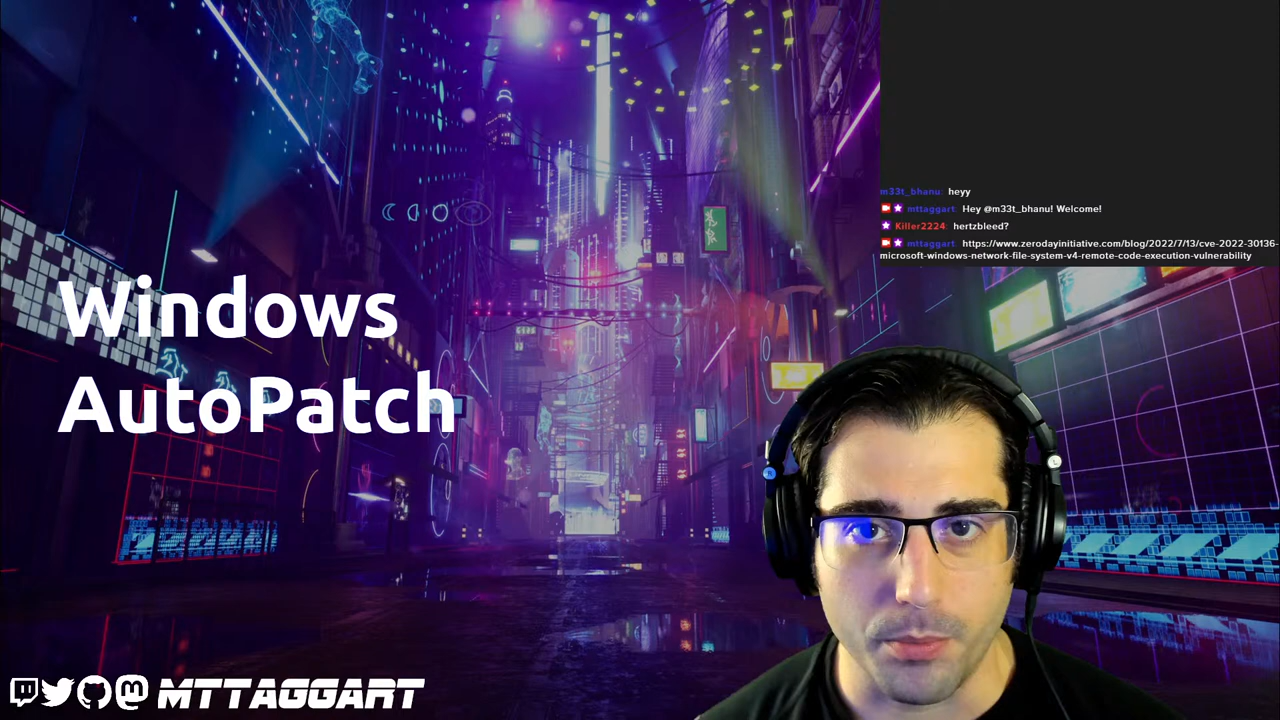 m33t_bhanu: heyy
mttaggart: Hey @m33t_bhanu! Welcome!
Killer2224: hertzbleed?
mttaggart: https://www.zerodayinitiative.com/blog/2022/7/13/cve-2022-30136-
microsoft-windows-network-file-system-v4-remote-code-execution-vulnerability
Windows
AutoPatch
R
L
MTTAGGART